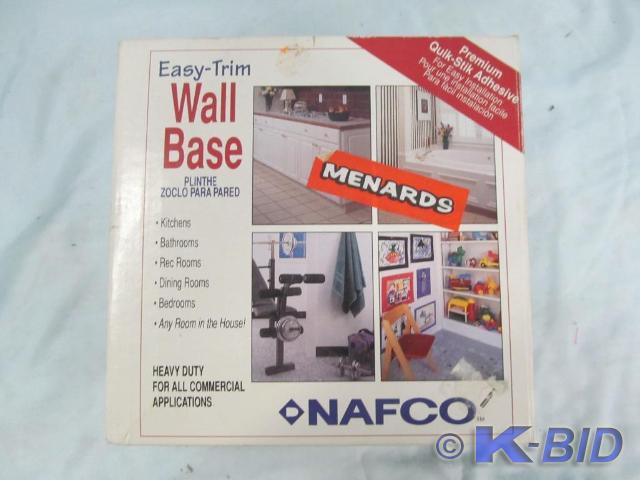 Easy-Trim
Wall
Base
PLINTHE
ZOCLO PARA PARED
• Kitchens
• Bathrooms
• Rec Rooms
• Dining Rooms
• Bedrooms
• Any Room in the House!
HEAVY DUTY
FOR ALL COMMERCIAL
APPLICATIONS
Premium
Quik-Stik Adhesive
For Easy Installation
Pour une installation facile
Para fácil instalación
MENARDS
NAFCO
© K-BID